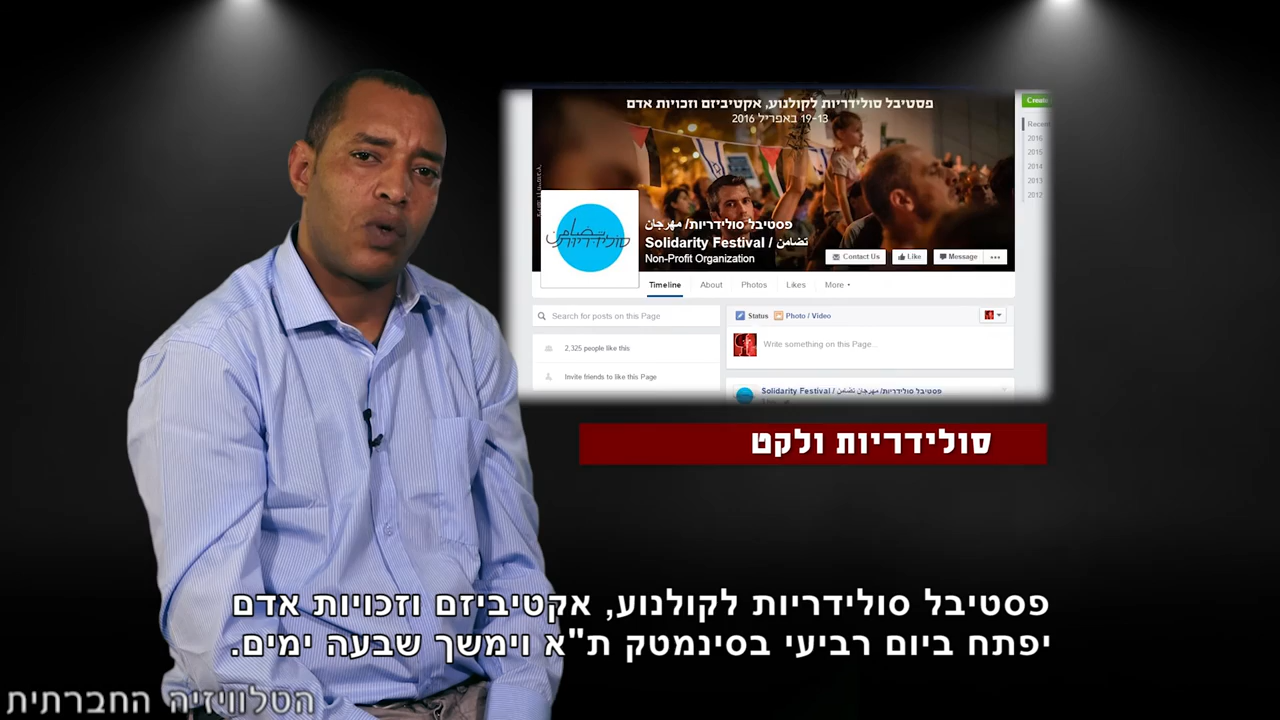 פסטיבל סולידריות לקולנוע, אקטיביזם וזכויות אדם
13-19 באפריל 2016
Create
Recent
2016
2015
2014
2013
2012
פסטיבל סולידריות/ مهرجان
Solidarity Festival / تضامن
Non-Profit Organization
تضامن
סולידריות
Contact Us
Like
Message
Timeline
About
Photos
Likes
More
Search for posts on this Page
Status
Photo / Video
2,325 people like this
Write something on this Page...
Invite friends to like this Page
Solidarity Festival / פסטיבל סולידריות/ مهرجان تضامن
סולידריות ולקט
פסטיבל סולידריות לקולנוע, אקטיביזם וזכויות אדם
יפתח ביום רביעי בסינמטק ת"א וימשך שבעה ימים.
הטלוויזיה החברתית